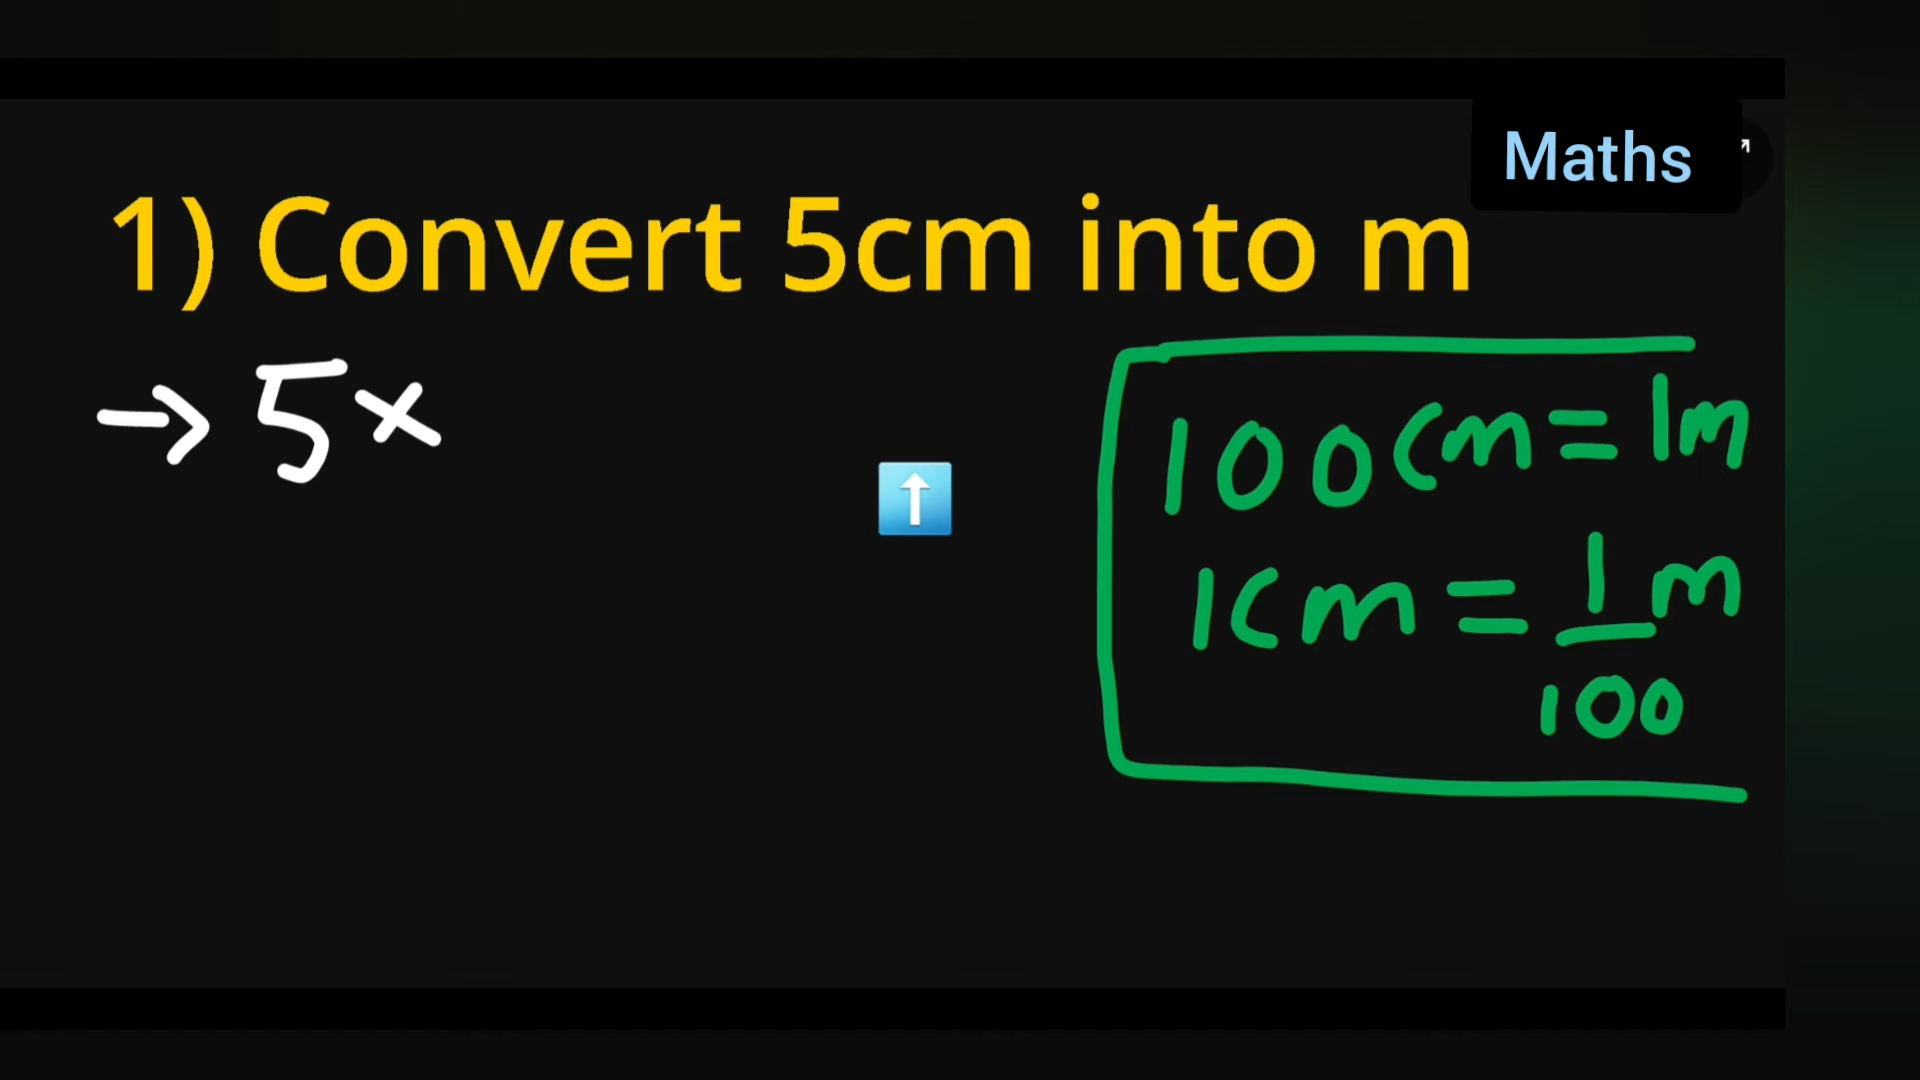 Maths
1) Convert 5cm into m
→ 5×
100cm = 1m
1cm = 1/100 m